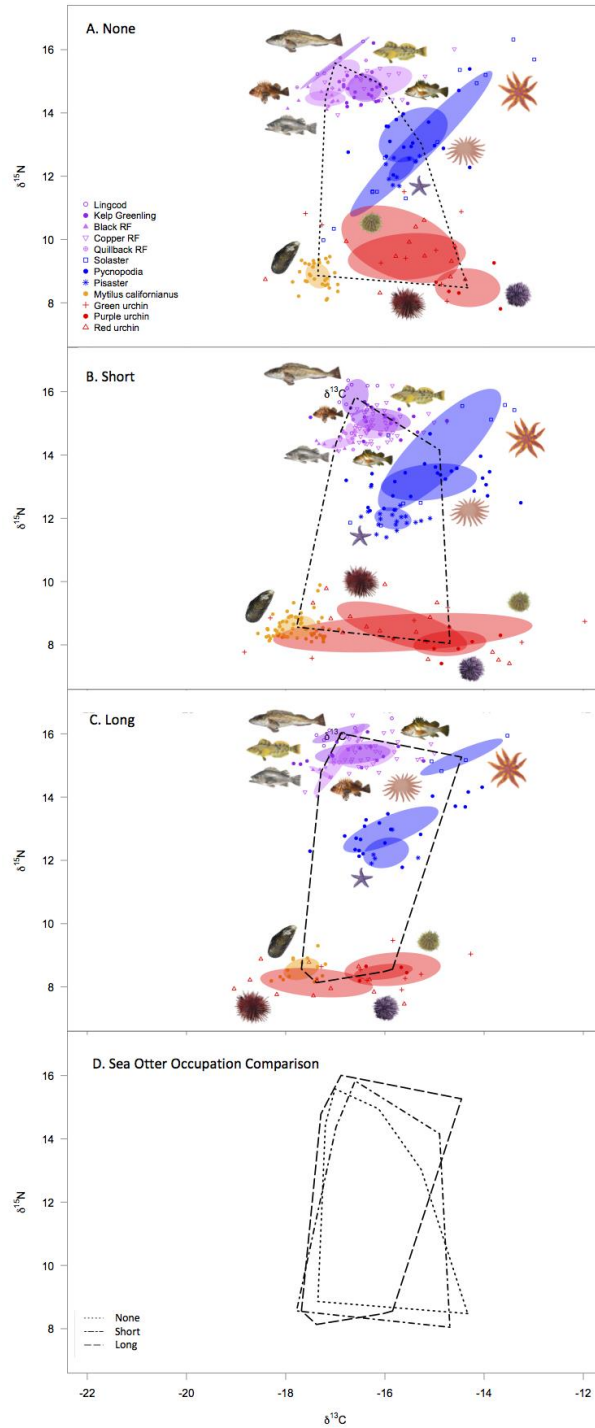 A. None
16
14
12
10
8
δ¹⁵N
Lingcod
Kelp Greenling
Black RF
Copper RF
Quillback RF
Solaster
Pycnopodia
Pisaster
Mytilus californianus
Green urchin
Purple urchin
Red urchin
B. Short
δ¹³C
16
14
12
10
8
δ¹⁵N
C. Long
δ¹³C
16
14
12
10
8
δ¹⁵N
D. Sea Otter Occupation Comparison
16
14
12
10
8
δ¹⁵N
None
Short
Long
-22 -20 -18 -16 -14 -12
δ¹³C